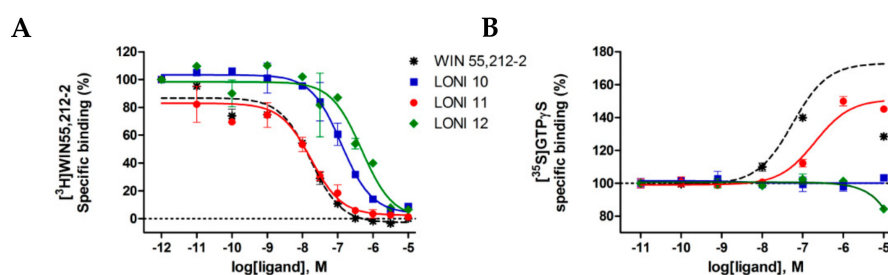 A
B
[³H]WIN55,212-2
Specific binding (%)
120
100
80
60
40
20
0
-12 -11 -10 -9 -8 -7 -6 -5
log[ligand], M
WIN 55,212-2
LONI 10
LONI 11
LONI 12
[³⁵S]GTPγS
specific binding (%)
180
160
140
120
100
80
-11 -10 -9 -8 -7 -6 -5
log[ligand], M